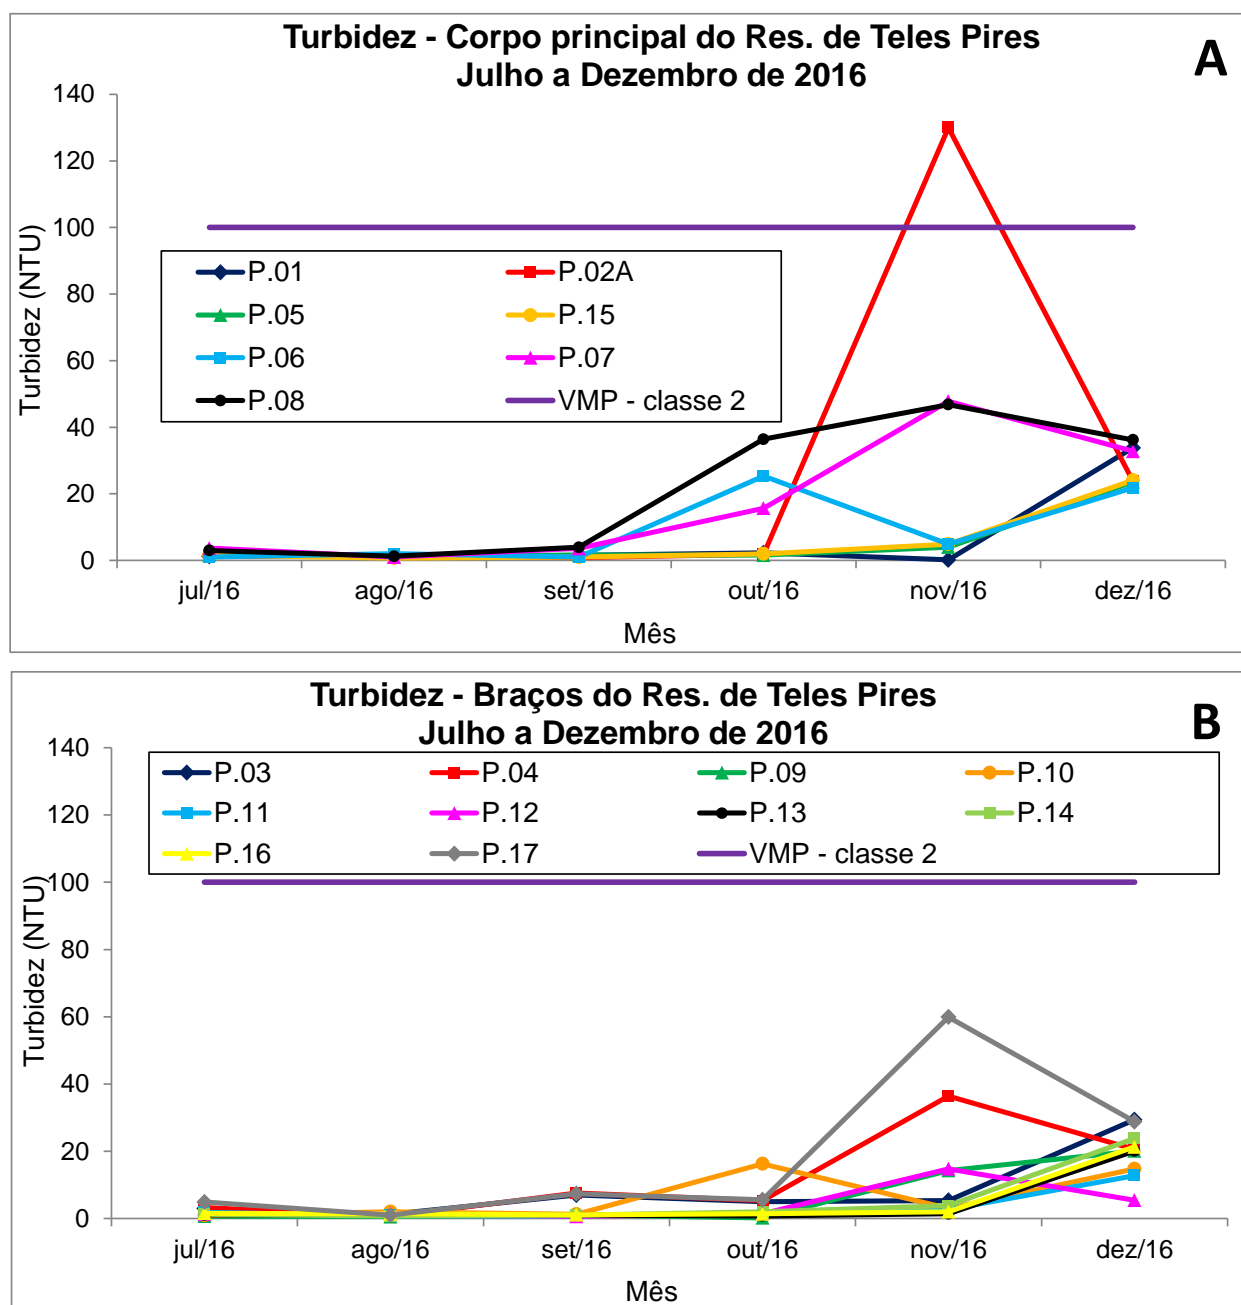 Turbidez - Corpo principal do Res. de Teles Pires
Julho a Dezembro de 2016
A
140
120
100
80
60
40
20
0
Turbidez (NTU)
P.01 P.02A
P.05 P.15
P.06 P.07
P.08 VMP - classe 2
jul/16 ago/16 set/16 out/16 nov/16 dez/16
Mês
Turbidez - Braços do Res. de Teles Pires
Julho a Dezembro de 2016
B
140
120
100
80
60
40
20
0
Turbidez (NTU)
P.03 P.04 P.09 P.10
P.11 P.12 P.13 P.14
P.16 P.17 VMP - classe 2
jul/16 ago/16 set/16 out/16 nov/16 dez/16
Mês